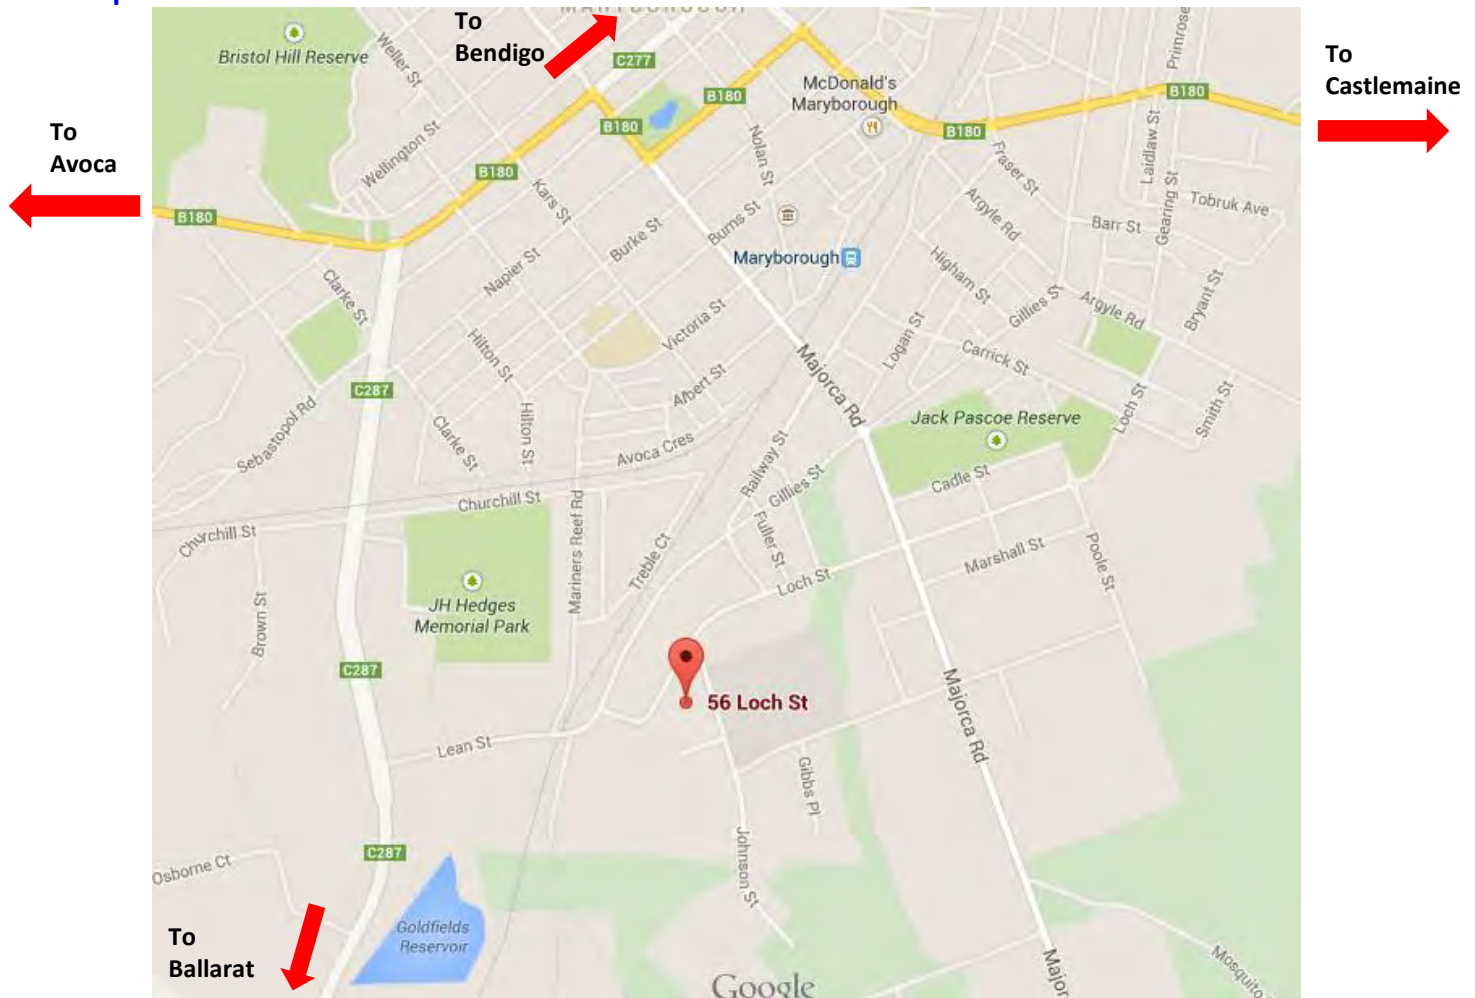 To
Bendigo
To
Castlemaine
To
Avoca
To
Ballarat
MARYBOROUGH
Bristol Hill Reserve
Weller St
C277
Primrose
McDonald's
Maryborough
B180
B180
B180
B180
B180
B180
Wellington St
Nolan St
Fraser St
Laidlaw St
Gearing St
Tobruk Ave
Kars St
Burke St
Burns St
Argyle Rd
Barr St
Maryborough
Napier St
Higham St
Clarke St
Gillies St
Argyle Rd
Bryant St
Hilton St
Victoria St
Majorca Rd
Logan St
Carrick St
C287
Albert St
Loch St
Smith St
Sebastopol Rd
Hilton St
Clarke St
Avoca Cres
Jack Pascoe Reserve
Railway St
Gillies St
Cadle St
Churchill St
Churchill St
Mariners Reef Rd
Treble Ct
Fuller St
Loch St
Marshall St
Poole St
JH Hedges
Memorial Park
Brown St
C287
56 Loch St
Majorca Rd
Lean St
Gibbs Pl
C287
Osborne Ct
Johnson St
Goldfields
Reservoir
Google
Major
Mosquito